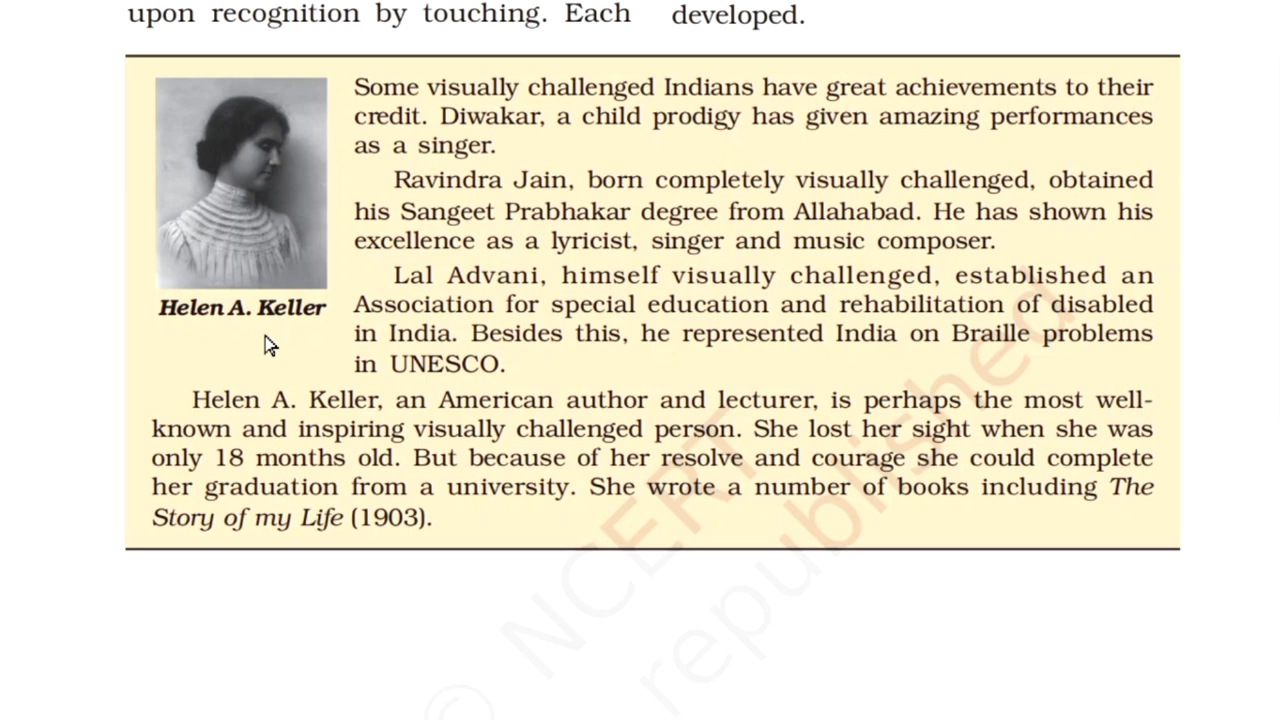 upon recognition by touching. Each developed.
Some visually challenged Indians have great achievements to their
credit. Diwakar, a child prodigy has given amazing performances
as a singer.
Ravindra Jain, born completely visually challenged, obtained
his Sangeet Prabhakar degree from Allahabad. He has shown his
excellence as a lyricist, singer and music composer.
Lal Advani, himself visually challenged, established an
Association for special education and rehabilitation of disabled
in India. Besides this, he represented India on Braille problems
in UNESCO.
Helen A. Keller
Helen A. Keller, an American author and lecturer, is perhaps the most well-
known and inspiring visually challenged person. She lost her sight when she was
only 18 months old. But because of her resolve and courage she could complete
her graduation from a university. She wrote a number of books including The
Story of my Life (1903).
© NCERT
republished